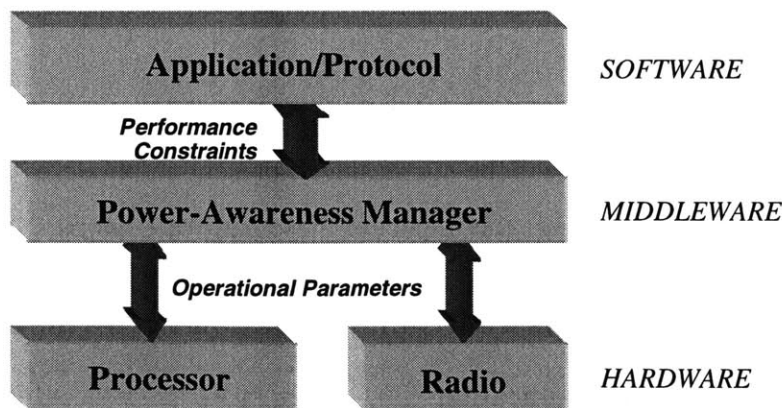 Application/Protocol
SOFTWARE
Performance
Constraints
Power-Awareness Manager
MIDDLEWARE
Operational Parameters
Processor
Radio
HARDWARE